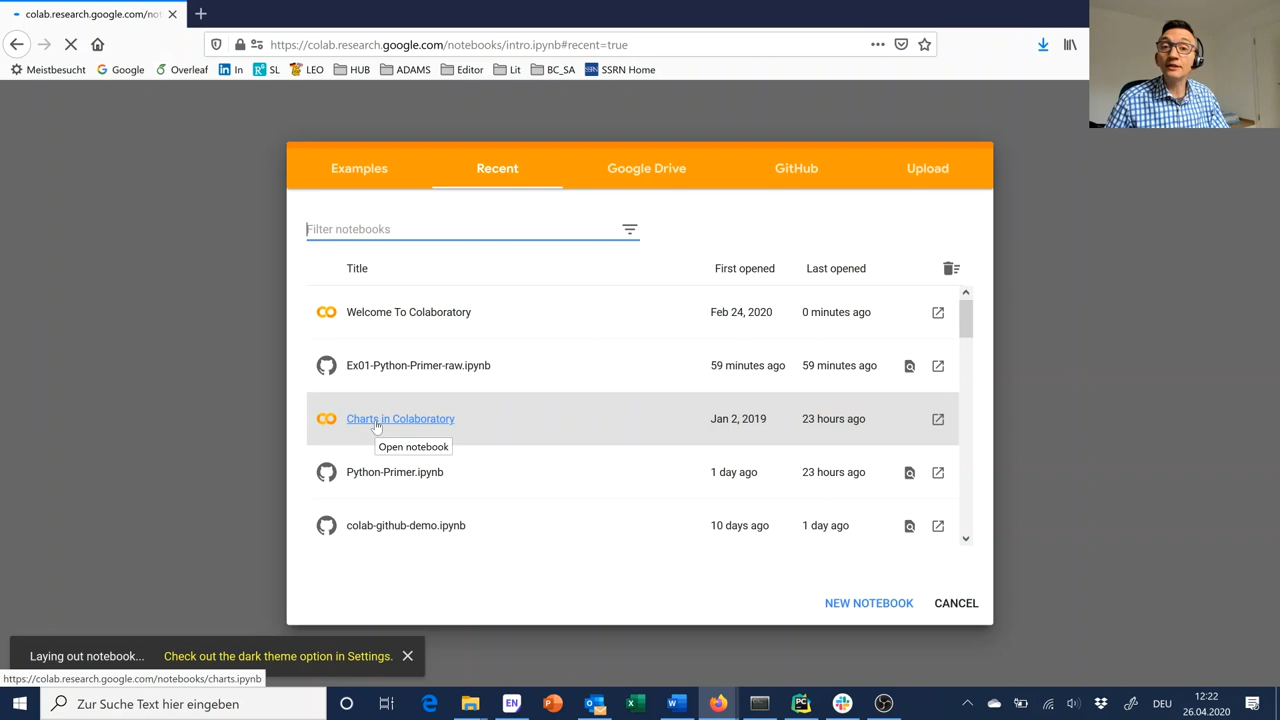 colab.research.google.com/not
https://colab.research.google.com/notebooks/intro.ipynb#recent=true
Meistbesucht Google Overleaf In SL LEO HUB ADAMS Editor Lit BC_SA SSRN Home
Examples Recent Google Drive GitHub Upload
Filter notebooks
Title First opened Last opened
Welcome To Colaboratory Feb 24, 2020 0 minutes ago
Ex01-Python-Primer-raw.ipynb 59 minutes ago 59 minutes ago
Charts in Colaboratory Jan 2, 2019 23 hours ago
Open notebook
Python-Primer.ipynb 1 day ago 23 hours ago
colab-github-demo.ipynb 10 days ago 1 day ago
NEW NOTEBOOK CANCEL
Laying out notebook... Check out the dark theme option in Settings.
https://colab.research.google.com/notebooks/charts.ipynb
Zur Suche Text hier eingeben EN DEU 12:22
26.04.2020